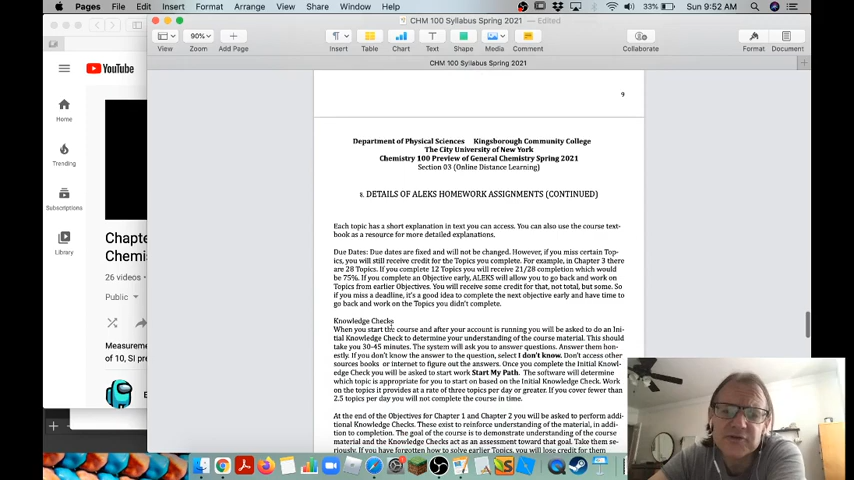 Pages File Edit Insert Format Arrange View Share Window Help 33% Sun 9:52 AM
CHM 100 Syllabus Spring 2021 — Edited
90%
View Zoom Add Page Insert Table Chart Text Shape Media Comment Collaborate Format Document
CHM 100 Syllabus Spring 2021
YouTube
Home
Trending
Subscriptions
Library
Chapte
Chemis
26 videos
Public
Measureme
of 10, SI pre
9
Department of Physical Sciences Kingsborough Community College
The City University of New York
Chemistry 100 Preview of General Chemistry Spring 2021
Section 03 (Online Distance Learning)
8. DETAILS OF ALEKS HOMEWORK ASSIGNMENTS (CONTINUED)
Each topic has a short explanation in text you can access. You can also use the course text-
book as a resource for more detailed explanations.
Due Dates: Due dates are fixed and will not be changed. However, if you miss certain Top-
ics, you will still receive credit for the Topics you complete. For example, in Chapter 3 there
are 28 Topics. If you complete 12 Topics you will receive 21/28 completion which would
be 75%. If you complete an Objective early, ALEKS will allow you to go back and work on
Topics from earlier Objectives. You will receive some credit for that, not total, but some. So
if you miss a deadline, it's a good idea to complete the next objective early and have time to
go back and work on the Topics you didn't complete.
Knowledge Checks
When you start the course and after your account is running you will be asked to do an Ini-
tial Knowledge Check to determine your understanding of the course material. This should
take you 30-45 minutes. The system will ask you to answer questions. Answer them hon-
estly. If you don't know the answer to the question, select I don't know. Don't access other
sources books or internet to figure out the answers. Once you complete the Initial Knowl-
edge Check you will be asked to start work Start My Path. The software will determine
which topic is appropriate for you to start on based on the Initial Knowledge Check. Work
on the topics it provides at a rate of three topics per day or greater. If you cover fewer than
2.5 topics per day you will not complete the course in time.
At the end of the Objectives for Chapter 1 and Chapter 2 you will be asked to perform addi-
tional Knowledge Checks. These exist to reinforce understanding of the material, in addi-
tion to completion. The goal of the course is to demonstrate understanding of the course
material and the Knowledge Checks act as an assessment toward that goal. Take them se-
riously. If you have forgotten how to solve earlier Topics, you will lose credit for them